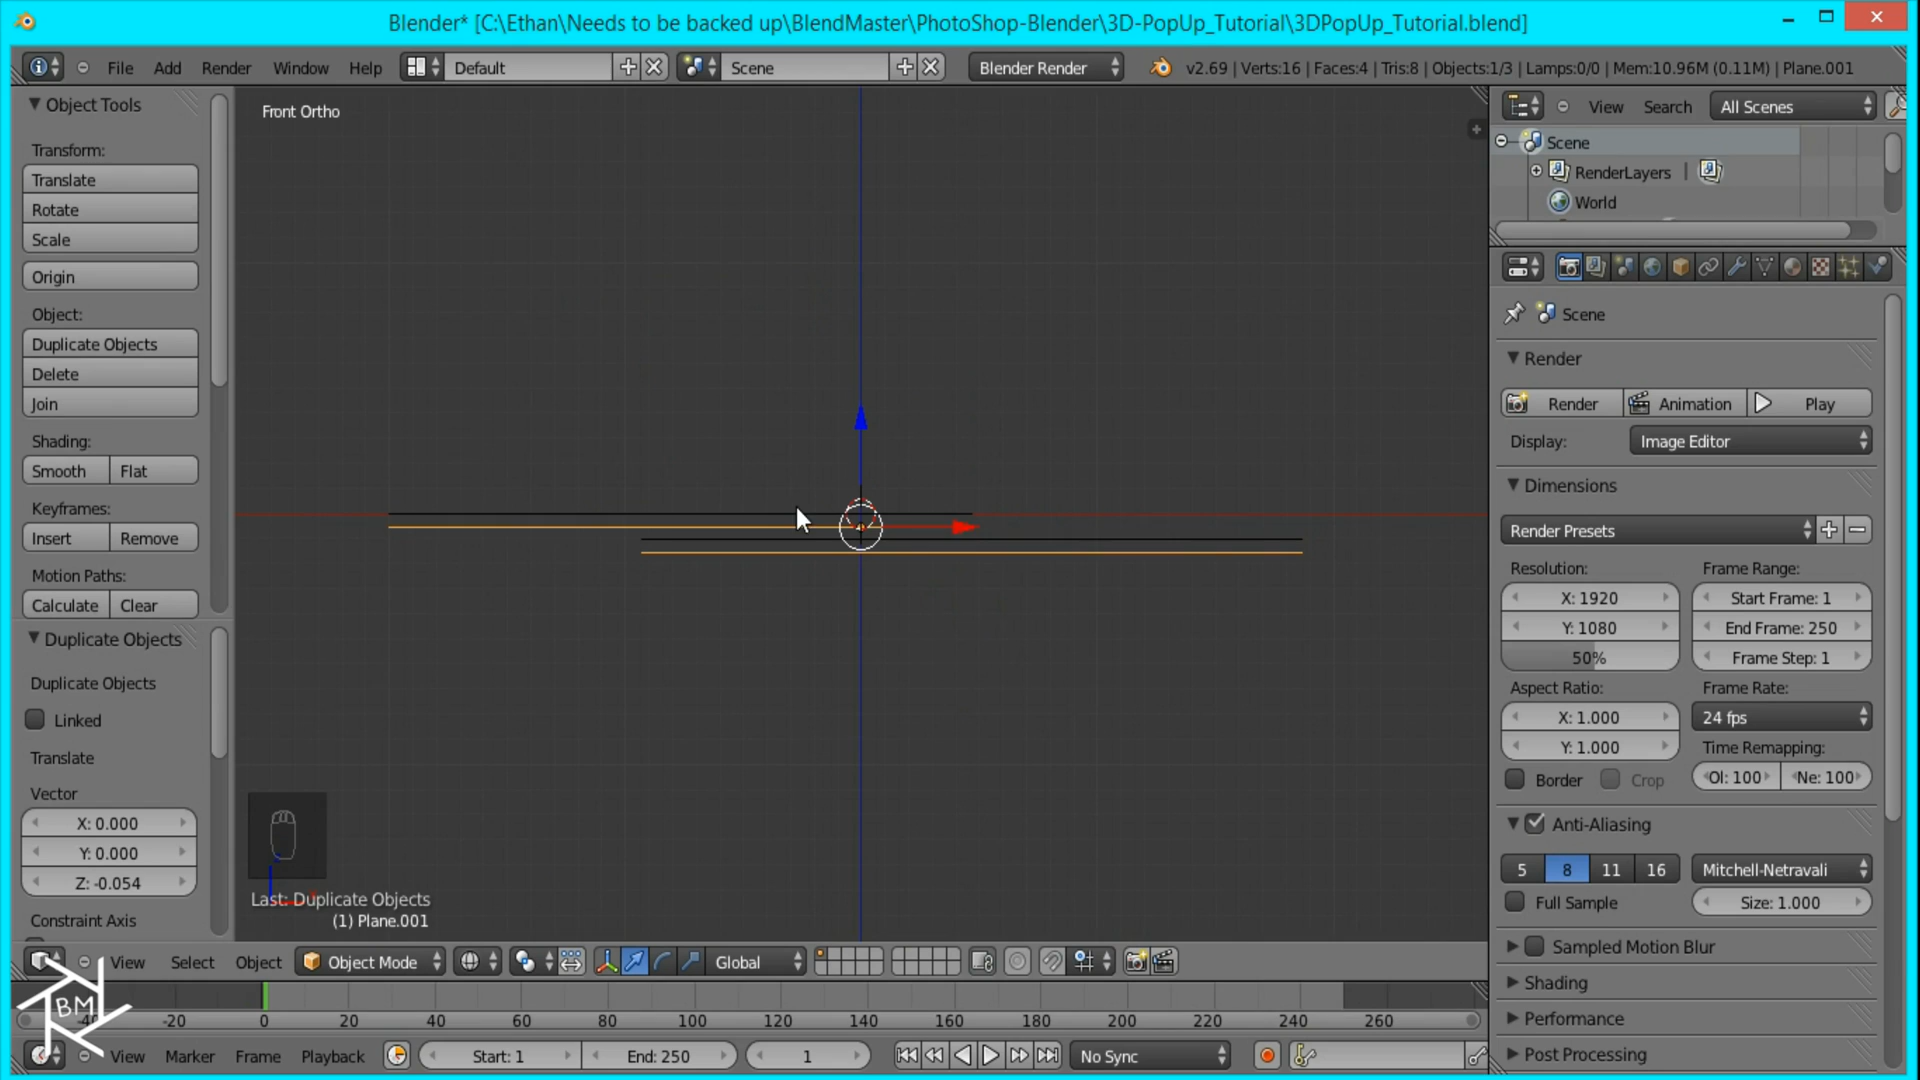 Blender* [C:\Ethan\Needs to be backed up\BlendMaster\PhotoShop-Blender\3D-PopUp_Tutorial\3DPopUp_Tutorial.blend]
File Add Render Window Help Default Scene Blender Render v2.69 | Verts:16 | Faces:4 | Tris:8 | Objects:1/3 | Lamps:0/0 | Mem:10.96M (0.11M) | Plane.001
Object Tools
Transform:
Translate
Rotate
Scale
Origin
Object:
Duplicate Objects
Delete
Join
Shading:
Smooth Flat
Keyframes:
Insert Remove
Motion Paths:
Calculate Clear
Duplicate Objects
Duplicate Objects
Linked
Translate
Vector
X: 0.000
Y: 0.000
Z: -0.054
Constraint Axis
Front Ortho
Last: Duplicate Objects
(1) Plane.001
View Search All Scenes
Scene
RenderLayers
World
Scene
Render
Render Animation Play
Display: Image Editor
Dimensions
Render Presets
Resolution: Frame Range:
X: 1920 Start Frame: 1
Y: 1080 End Frame: 250
50% Frame Step: 1
Aspect Ratio: Frame Rate:
X: 1.000 24 fps
Y: 1.000 Time Remapping:
Border Crop Ol: 100 Ne: 100
Anti-Aliasing
5 8 11 16 Mitchell-Netravali
Full Sample Size: 1.000
Sampled Motion Blur
Shading
Performance
Post Processing
View Select Object Object Mode Global
BM
-40 -20 0 20 40 60 80 100 120 140 160 180 200 220 240 260
View Marker Frame Playback Start: 1 End: 250 1 No Sync